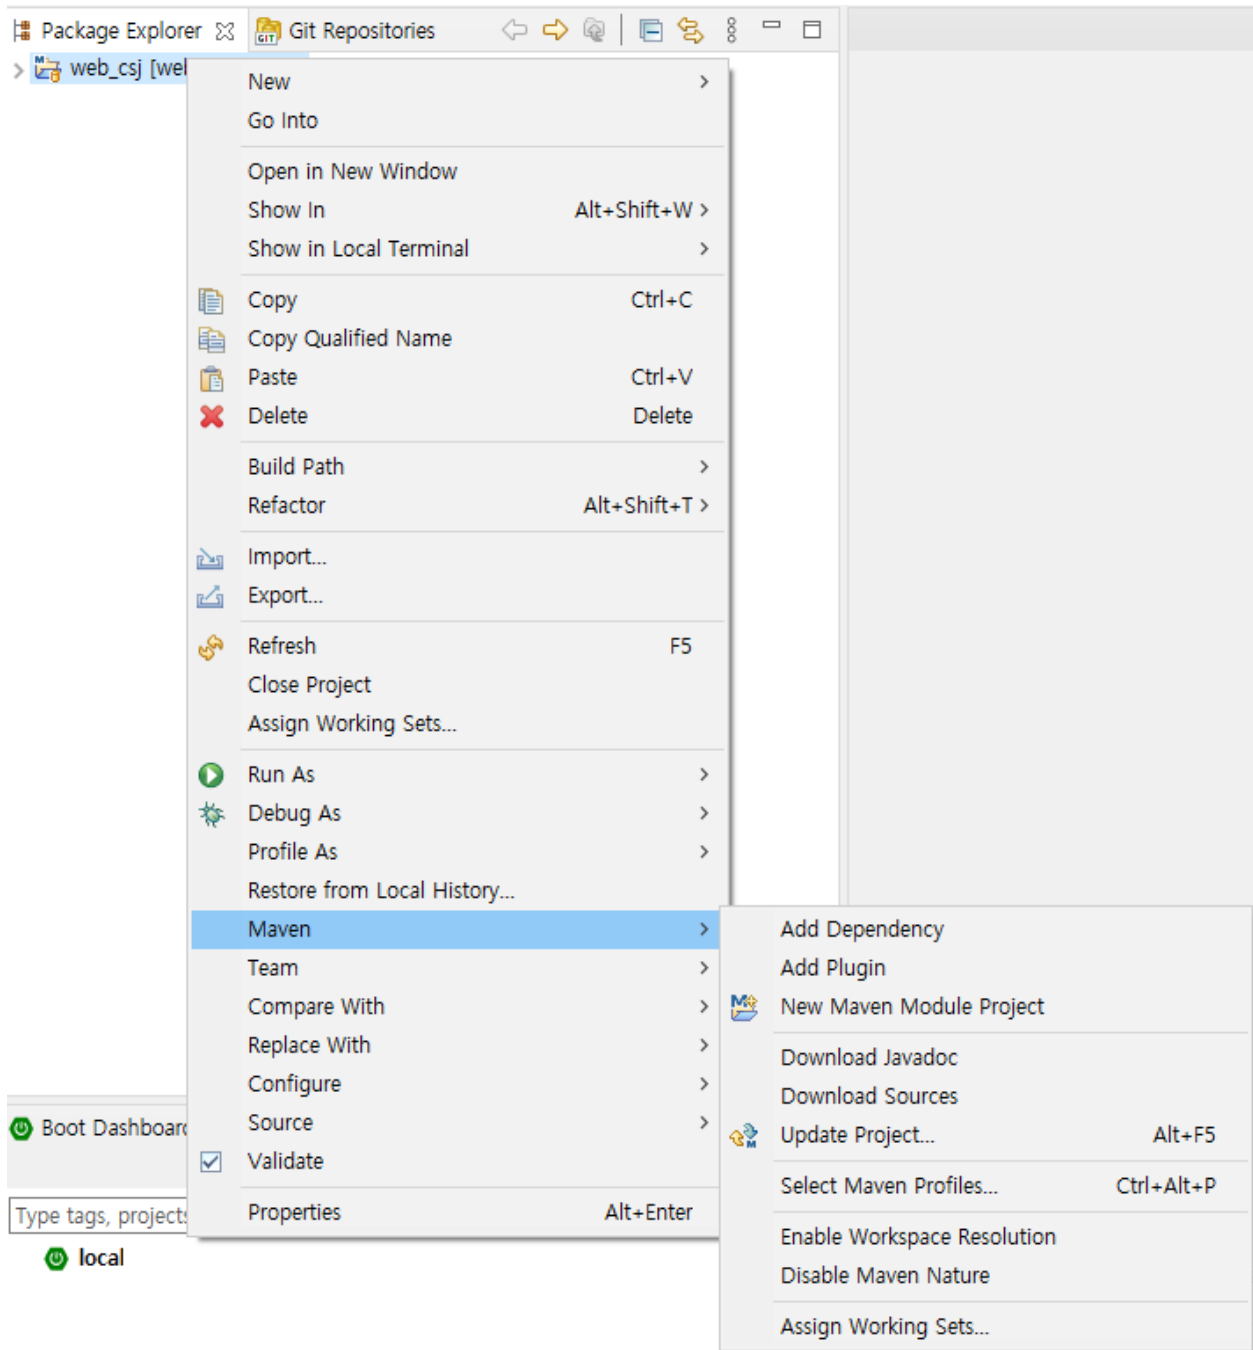 Package Explorer Git Repositories
web_csj [we
New
Go Into
Open in New Window
Show In Alt+Shift+W
Show in Local Terminal
Copy Ctrl+C
Copy Qualified Name
Paste Ctrl+V
Delete Delete
Build Path
Refactor Alt+Shift+T
Import...
Export...
Refresh F5
Close Project
Assign Working Sets...
Run As
Debug As
Profile As
Restore from Local History...
Maven
Team
Compare With
Replace With
Configure
Source
Validate
Properties Alt+Enter
Add Dependency
Add Plugin
New Maven Module Project
Download Javadoc
Download Sources
Update Project... Alt+F5
Select Maven Profiles... Ctrl+Alt+P
Enable Workspace Resolution
Disable Maven Nature
Assign Working Sets...
Boot Dashboard
Type tags, projects
local